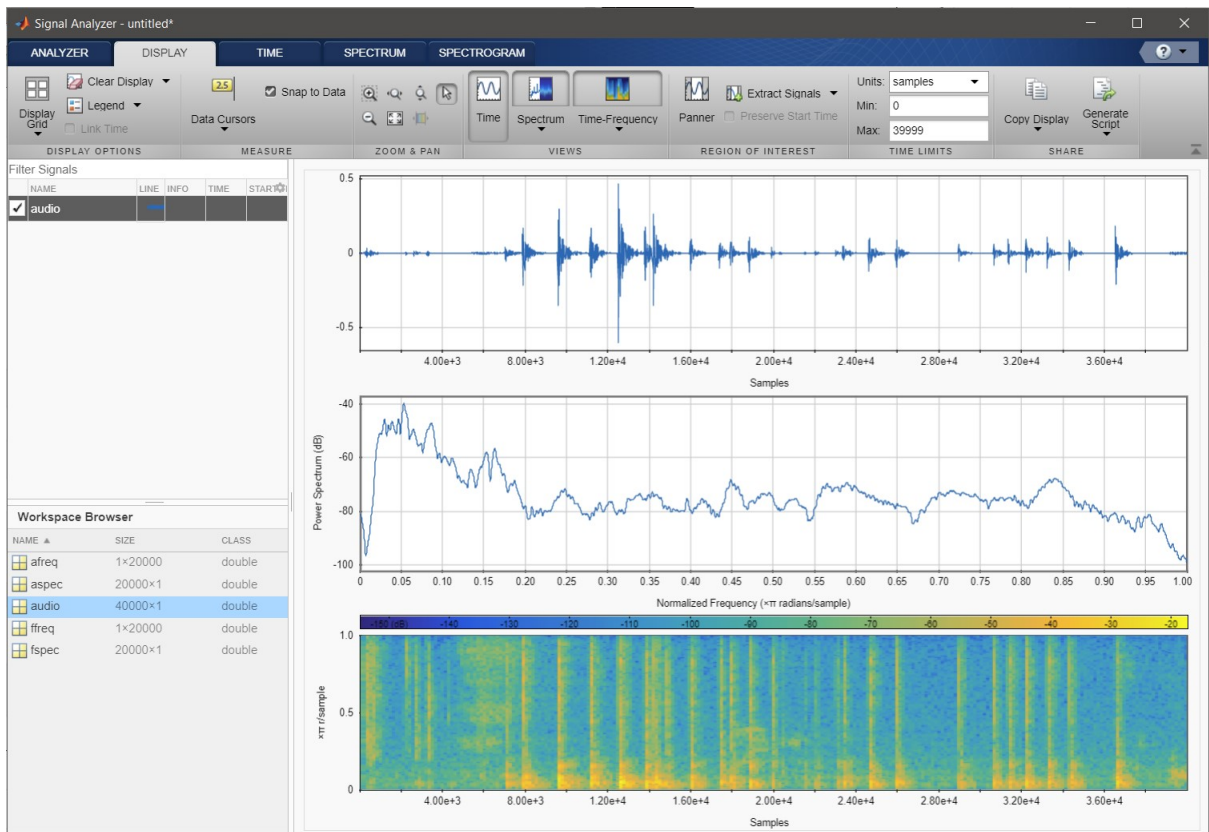 Signal Analyzer - untitled*
ANALYZER DISPLAY TIME SPECTRUM SPECTROGRAM ?
Display Grid
Clear Display
Legend
Link Time
DISPLAY OPTIONS
2.5
Data Cursors
Snap to Data
MEASURE
ZOOM & PAN
Time
Spectrum
Time-Frequency
VIEWS
Panner
Extract Signals
Preserve Start Time
REGION OF INTEREST
Units: samples
Min: 0
Max: 39999
TIME LIMITS
Copy Display
Generate Script
SHARE
Filter Signals
NAME LINE INFO TIME START
audio
Workspace Browser
NAME SIZE CLASS
afreq 1×20000 double
aspec 20000×1 double
audio 40000×1 double
ffreq 1×20000 double
fspec 20000×1 double
0.5
0
-0.5
4.00e+3 8.00e+3 1.20e+4 1.60e+4 2.00e+4 2.40e+4 2.80e+4 3.20e+4 3.60e+4
Samples
Power Spectrum (dB)
-40
-60
-80
-100
0 0.05 0.10 0.15 0.20 0.25 0.30 0.35 0.40 0.45 0.50 0.55 0.60 0.65 0.70 0.75 0.80 0.85 0.90 0.95 1.00
Normalized Frequency (×π radians/sample)
-150 (dB) -140 -130 -120 -110 -100 -90 -80 -70 -60 -50 -40 -30 -20
×π r/sample
1.0
0.5
0
4.00e+3 8.00e+3 1.20e+4 1.60e+4 2.00e+4 2.40e+4 2.80e+4 3.20e+4 3.60e+4
Samples